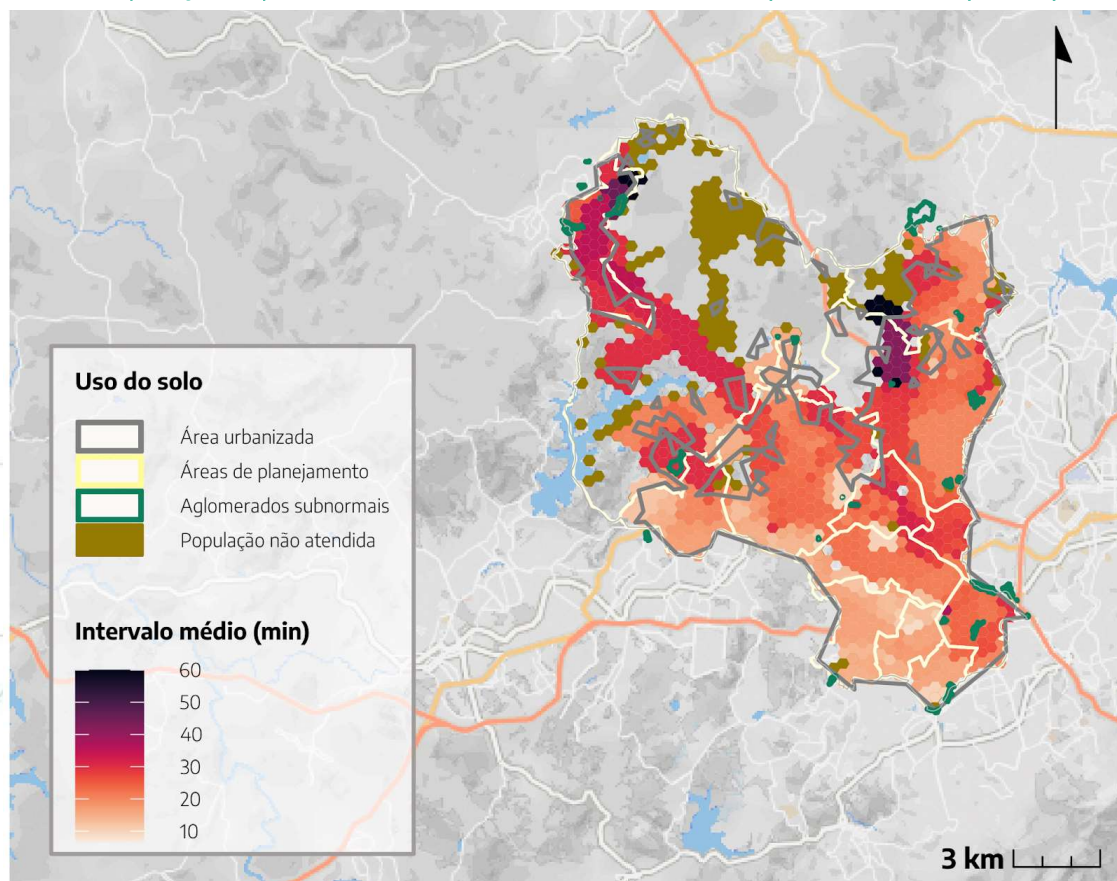 Uso do solo
Área urbanizada
Áreas de planejamento
Aglomerados subnormais
População não atendida
Intervalo médio (min)
60
50
40
30
20
10
3 km